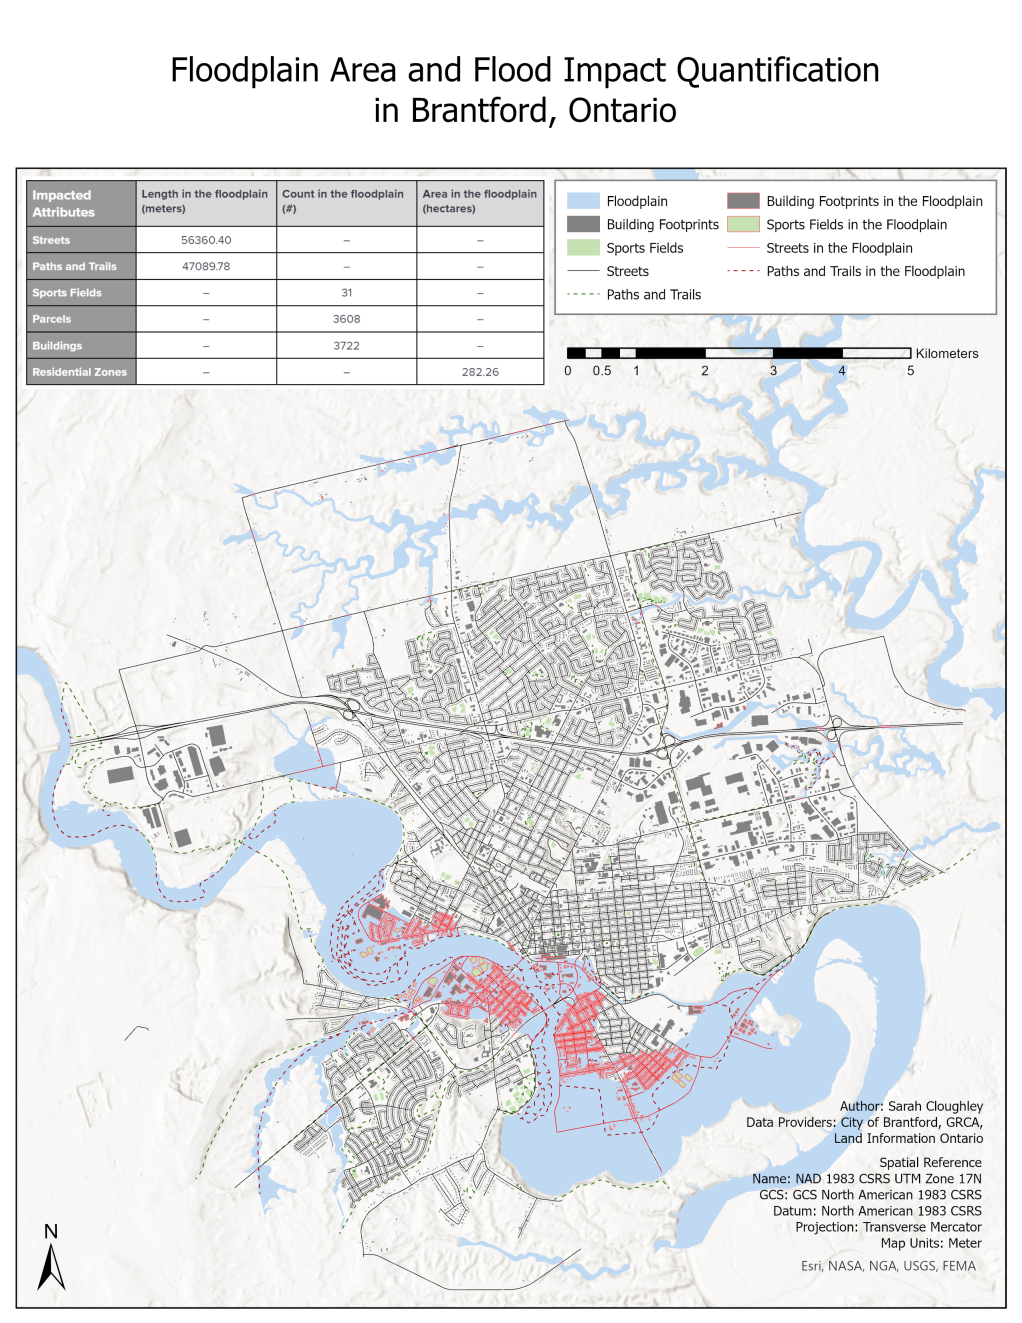 Floodplain Area and Flood Impact Quantification
in Brantford, Ontario
Impacted Attributes | Length in the floodplain (meters) | Count in the floodplain (#) | Area in the floodplain (hectares)
Streets | 56360.40 | – | –
Paths and Trails | 47089.78 | – | –
Sports Fields | – | 31 | –
Parcels | – | 3608 | –
Buildings | – | 3722 | –
Residential Zones | – | – | 282.26
Floodplain
Building Footprints
Sports Fields
Streets
Paths and Trails
Building Footprints in the Floodplain
Sports Fields in the Floodplain
Streets in the Floodplain
Paths and Trails in the Floodplain
Kilometers
0 0.5 1 2 3 4 5
Author: Sarah Cloughley
Data Providers: City of Brantford, GRCA,
Land Information Ontario
Spatial Reference
Name: NAD 1983 CSRS UTM Zone 17N
GCS: GCS North American 1983 CSRS
Datum: North American 1983 CSRS
Projection: Transverse Mercator
Map Units: Meter
Esri, NASA, NGA, USGS, FEMA
N